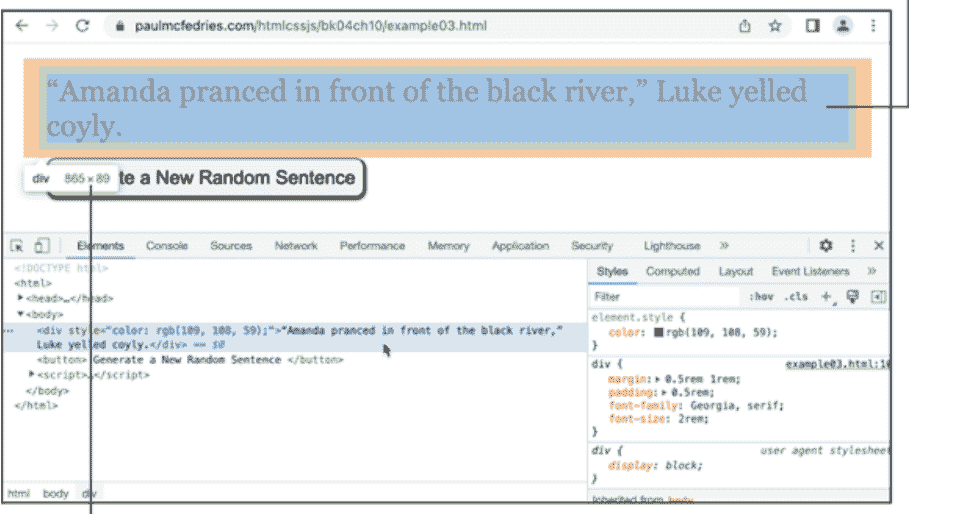 paulmcfedries.com/htmlcssjs/bk04ch10/example03.html
“Amanda pranced in front of the black river,” Luke yelled
coyly.
div 865 × 89 te a New Random Sentence
Elements Console Sources Network Performance Memory Application Security Lighthouse »
<!DOCTYPE html>
<html>
<head>…</head>
<body>
<div style="color: rgb(109, 108, 59);">“Amanda pranced in front of the black river,”
Luke yelled coyly.</div> == $0
<button> Generate a New Random Sentence </button>
<script>…</script>
</body>
</html>
html body div
Styles Computed Layout Event Listeners »
Filter :hov .cls +
element.style {
color: rgb(109, 108, 59);
}
div { example03.html:10
margin: 0.5rem 1rem;
padding: 0.5rem;
font-family: Georgia, serif;
font-size: 2rem;
}
div { user agent stylesheet
display: block;
}
Inherited from body